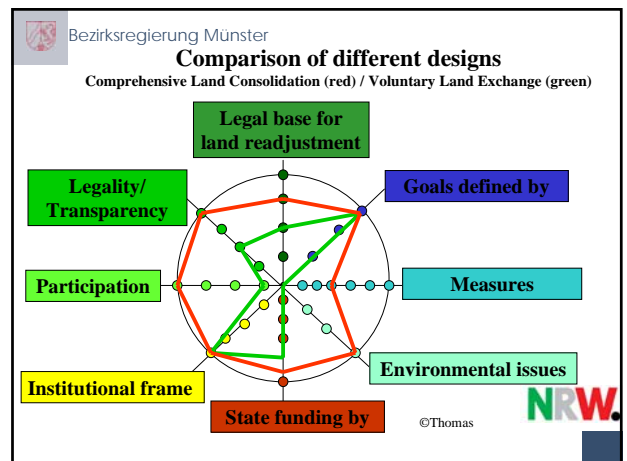 Bezirksregierung Münster
Comparison of different designs
Comprehensive Land Consolidation (red) / Voluntary Land Exchange (green)
Legal base for
land readjustment
Legality/
Transparency
Goals defined by
Participation
Measures
Environmental issues
Institutional frame
State funding by
©Thomas
NRW.